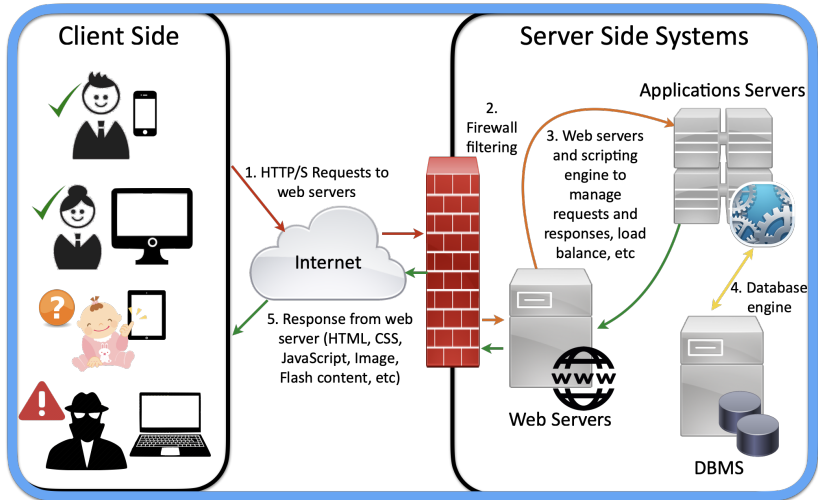 Client Side
Server Side Systems
Applications Servers
2.
Firewall
filtering
3. Web servers
and scripting
engine to
manage
requests and
responses, load
balance, etc
1. HTTP/S Requests to
web servers
Internet
?
!
4. Database
engine
5. Response from web
server (HTML, CSS,
JavaScript, Image,
Flash content, etc)
WWW
Web Servers
DBMS